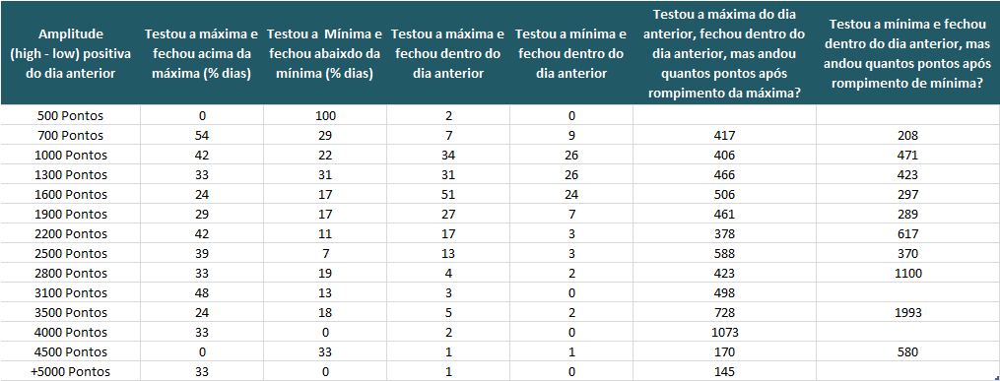 Amplitude (high - low) positiva do dia anterior | Testou a máxima e fechou acima da máxima (% dias) | Testou a Mínima e fechou abaixdo da mínima (% dias) | Testou a máxima e fechou dentro do dia anterior | Testou a mínima e fechou dentro do dia anterior | Testou a máxima do dia anterior, fechou dentro do dia anterior, mas andou quantos pontos após rompimento da máxima? | Testou a mínima e fechou dentro do dia anterior, mas andou quantos pontos após rompimento de mínima?
500 Pontos | 0 | 100 | 2 | 0 | |
700 Pontos | 54 | 29 | 7 | 9 | 417 | 208
1000 Pontos | 42 | 22 | 34 | 26 | 406 | 471
1300 Pontos | 33 | 31 | 31 | 26 | 466 | 423
1600 Pontos | 24 | 17 | 51 | 24 | 506 | 297
1900 Pontos | 29 | 17 | 27 | 7 | 461 | 289
2200 Pontos | 42 | 11 | 17 | 3 | 378 | 617
2500 Pontos | 39 | 7 | 13 | 3 | 588 | 370
2800 Pontos | 33 | 19 | 4 | 2 | 423 | 1100
3100 Pontos | 48 | 13 | 3 | 0 | 498 |
3500 Pontos | 24 | 18 | 5 | 2 | 728 | 1993
4000 Pontos | 33 | 0 | 2 | 0 | 1073 |
4500 Pontos | 0 | 33 | 1 | 1 | 170 | 580
+5000 Pontos | 33 | 0 | 1 | 0 | 145 |